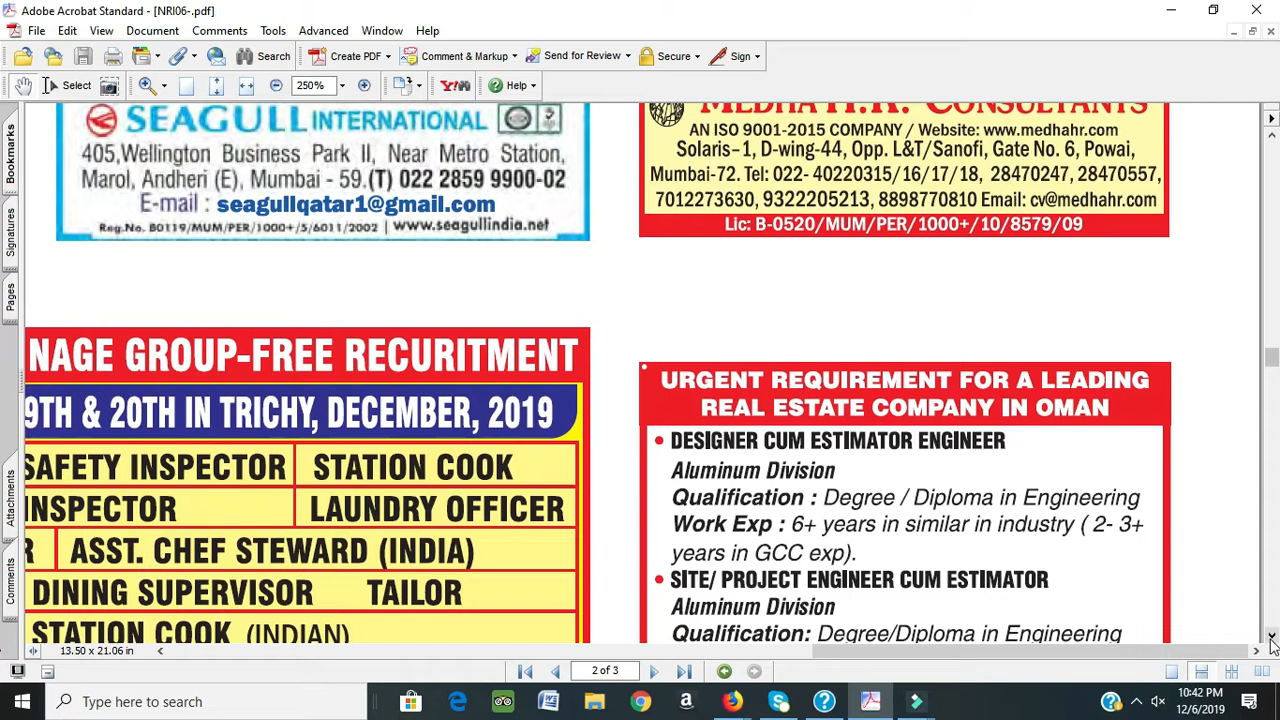 Adobe Acrobat Standard - [NRI06-.pdf]
File Edit View Document Comments Tools Advanced Window Help
Search Create PDF Comment & Markup Send for Review Secure Sign
Select 250% Y! Help
Bookmarks
Signatures
Pages
Attachments
Comments
SEAGULL INTERNATIONAL
405,Wellington Business Park II, Near Metro Station,
Marol, Andheri (E), Mumbai - 59.(T) 022 2859 9900-02
E-mail : seagullqatar1@gmail.com
Reg.No. B0119/MUM/PER/1000+/5/6011/2002 | www.seagullindia.net
MEDHA H.R. CONSULTANTS
AN ISO 9001-2015 COMPANY / Website: www.medhahr.com
Solaris-1, D-wing-44, Opp. L&T/Sanofi, Gate No. 6, Powai,
Mumbai-72. Tel: 022- 40220315/16/17/18, 28470247, 28470557,
7012273630, 9322205213, 8898770810 Email: cv@medhahr.com
Lic: B-0520/MUM/PER/1000+/10/8579/09
NAGE GROUP-FREE RECURITMENT
9TH & 20TH IN TRICHY, DECEMBER, 2019
SAFETY INSPECTOR STATION COOK
INSPECTOR LAUNDRY OFFICER
R ASST. CHEF STEWARD (INDIA)
DINING SUPERVISOR TAILOR
STATION COOK (INDIAN)
URGENT REQUIREMENT FOR A LEADING
REAL ESTATE COMPANY IN OMAN
• DESIGNER CUM ESTIMATOR ENGINEER
Aluminum Division
Qualification : Degree / Diploma in Engineering
Work Exp : 6+ years in similar in industry ( 2- 3+
years in GCC exp).
• SITE/ PROJECT ENGINEER CUM ESTIMATOR
Aluminum Division
Qualification: Degree/Diploma in Engineering
13.50 x 21.06 in
2 of 3
Type here to search
10:42 PM
12/6/2019